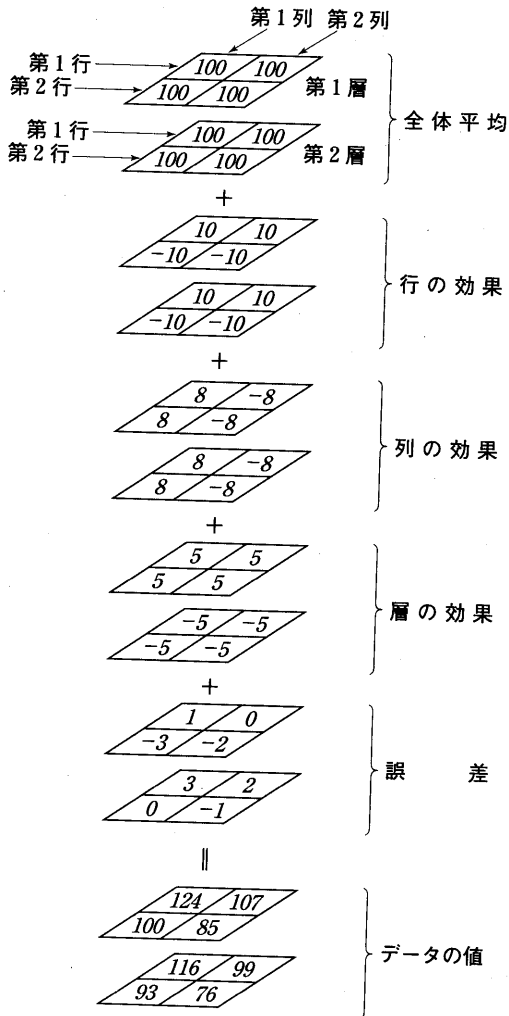 第1列 第2列
第1行 100 100
第2行 100 100 第1層
第1行 100 100 全体平均
第2行 100 100 第2層
+
10 10
-10 -10
10 10 行の効果
-10 -10
+
8 -8
8 -8
8 -8 列の効果
8 -8
+
5 5
5 5
-5 -5 層の効果
-5 -5
+
1 0
-3 -2
3 2 誤差
0 -1
||
124 107
100 85
116 99 データの値
93 76